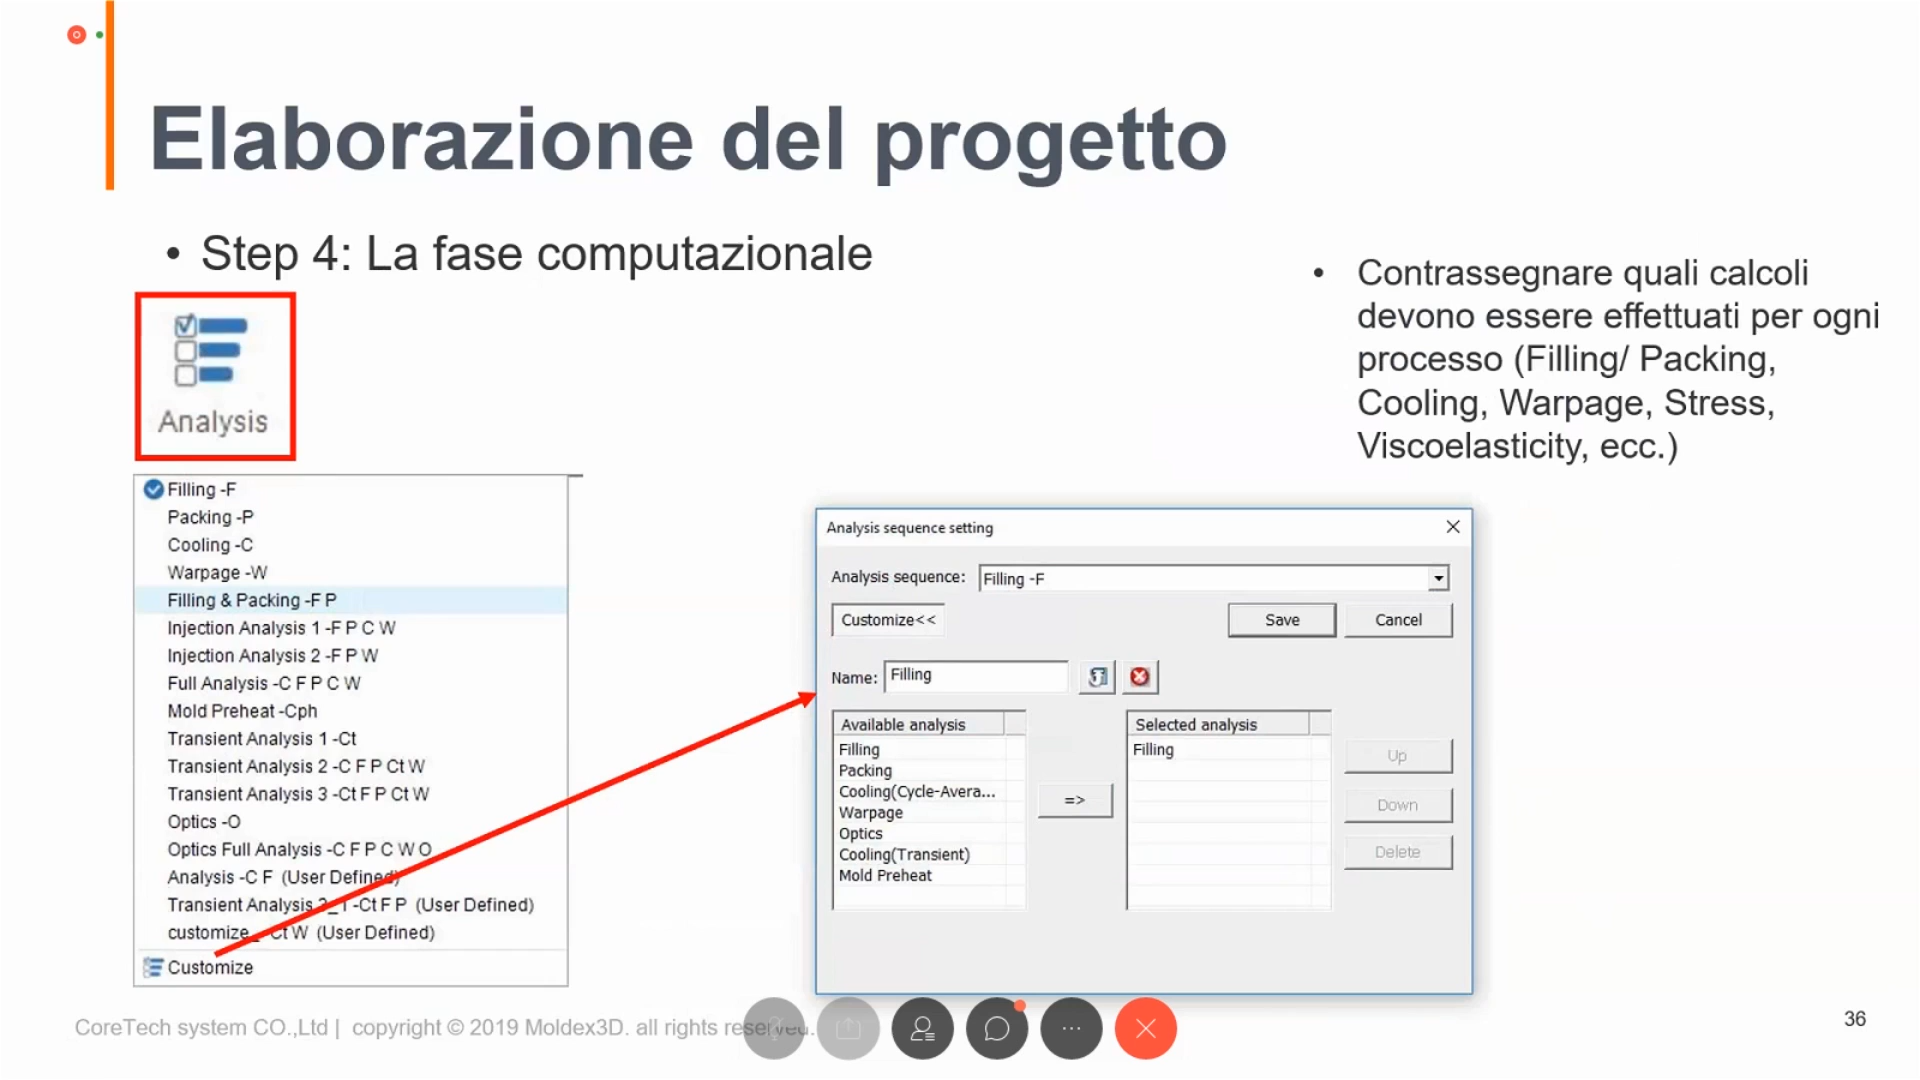 Elaborazione del progetto
• Step 4: La fase computazionale
• Contrassegnare quali calcoli
devono essere effettuati per ogni
processo (Filling/ Packing,
Cooling, Warpage, Stress,
Viscoelasticity, ecc.)
Analysis
Filling -F
Packing -P
Cooling -C
Warpage -W
Filling & Packing -F P
Injection Analysis 1 -F P C W
Injection Analysis 2 -F P W
Full Analysis -C F P C W
Mold Preheat -Cph
Transient Analysis 1 -Ct
Transient Analysis 2 -C F P Ct W
Transient Analysis 3 -Ct F P Ct W
Optics -O
Optics Full Analysis -C F P C W O
Analysis -C F (User Defined)
Transient Analysis 3_1 -Ct F P (User Defined)
customize_ -Ct W (User Defined)
Customize
Analysis sequence setting
Analysis sequence: Filling -F
Customize<< Save Cancel
Name: Filling
Available analysis
Filling
Packing
Cooling(Cycle-Avera...
Warpage
Optics
Cooling(Transient)
Mold Preheat
=>
Selected analysis
Filling
Up
Down
Delete
CoreTech system CO.,Ltd | copyright © 2019 Moldex3D. all rights reserved.
36